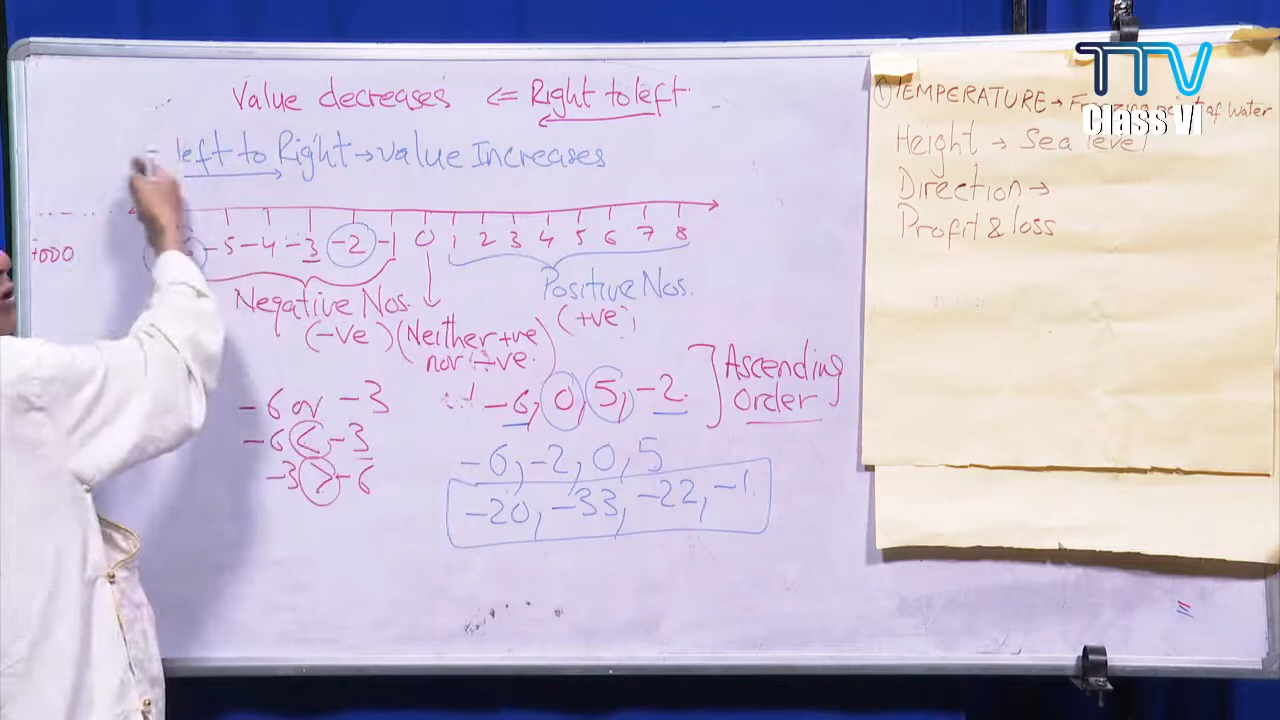 Value decreases ⇐ Right to left
left to Right → value Increases
-5 -4 -3 -2 -1 0 1 2 3 4 5 6 7 8
Negative Nos. Positive Nos.
(-ve) (Neither +ve (+ve)
nor -ve.
-6 or -3
-6 < -3
-3 > -6
-6, 0, 5, -2. ] Ascending
Order
-6, -2, 0, 5
-20, -33, -22, -1.
① TEMPERATURE → Freezing point of water
Height → Sea level
Direction →
Profit & loss
TTV
Class VI